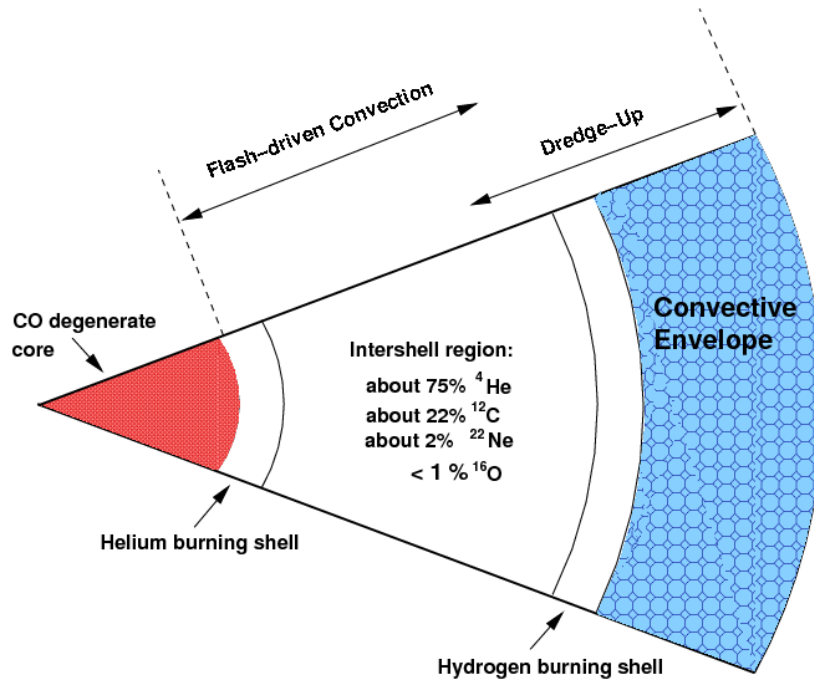 Flash–driven Convection
Dredge–Up
CO degenerate
core
Convective
Envelope
Intershell region:
about 75% ⁴He
about 22% ¹²C
about 2% ²²Ne
< 1 % ¹⁶O
Helium burning shell
Hydrogen burning shell